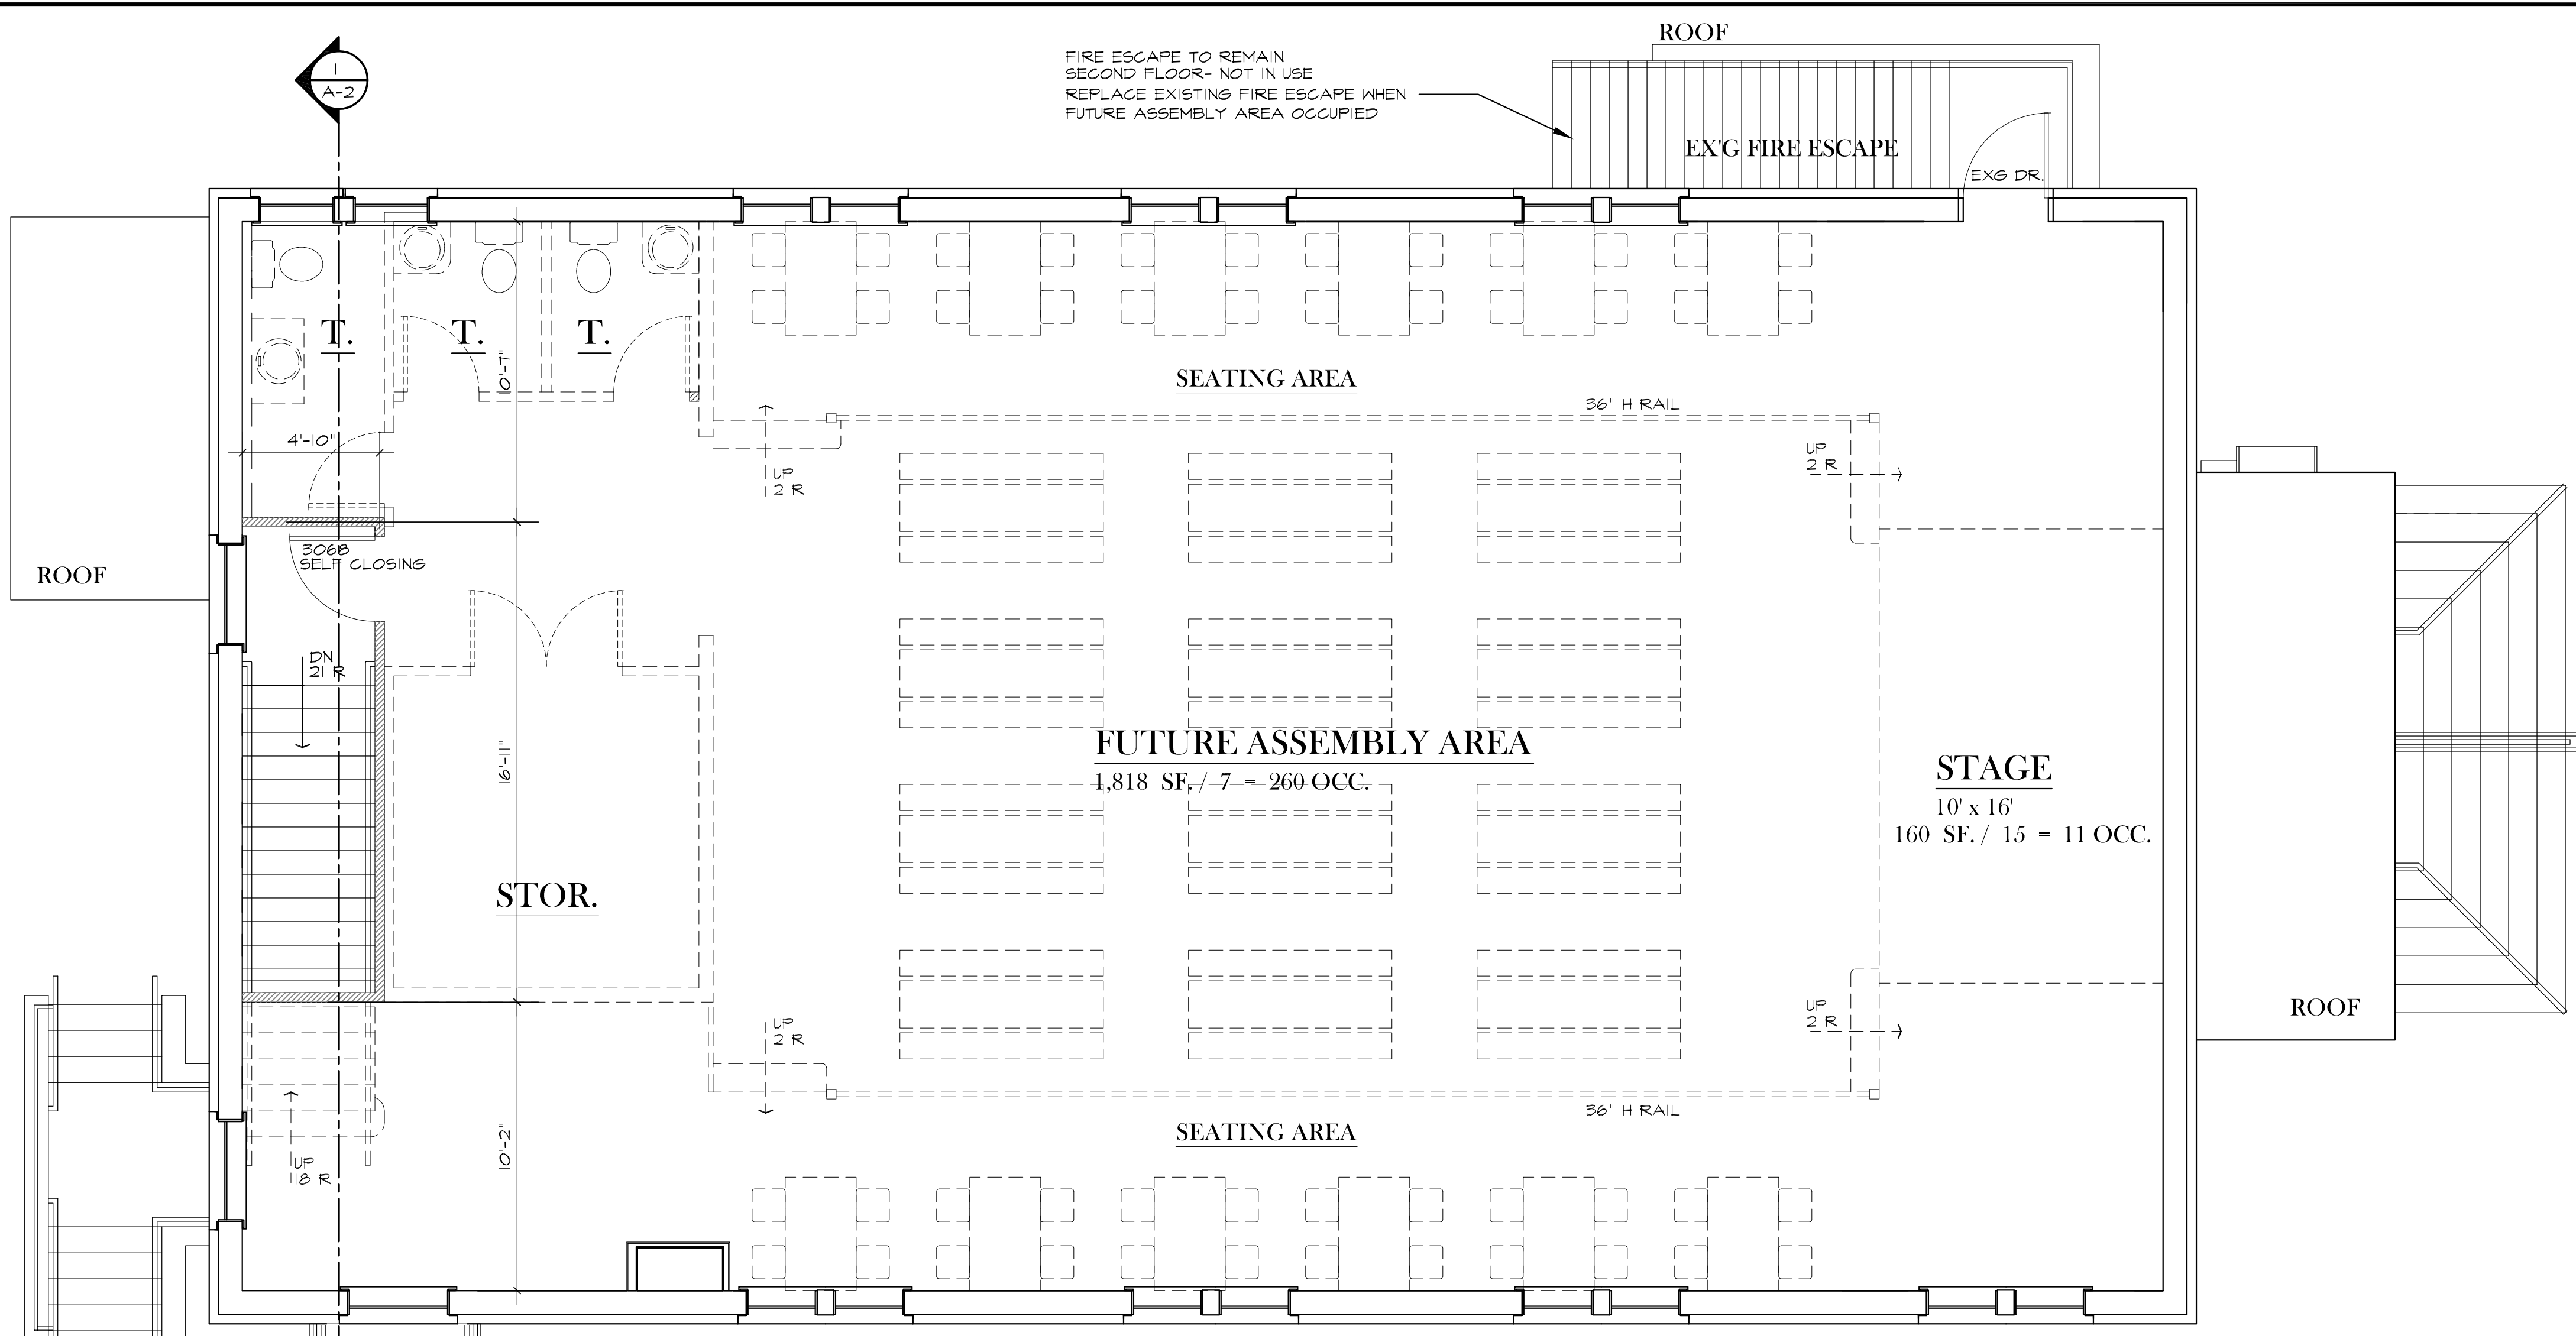 ROOF
FIRE ESCAPE TO REMAIN
SECOND FLOOR- NOT IN USE
REPLACE EXISTING FIRE ESCAPE WHEN
FUTURE ASSEMBLY AREA OCCUPIED
1
A-2
EX'G FIRE ESCAPE
EXG DR.
T.
T.
T.
10'-7"
SEATING AREA
36" H RAIL
4'-10"
UP
2 R
UP
2 R
3068
SELF CLOSING
ROOF
DN
21 R
16'-11"
FUTURE ASSEMBLY AREA
1,818 SF. / 7 = 260 OCC.
STAGE
10' x 16'
160 SF. / 15 = 11 OCC.
STOR.
ROOF
UP
2 R
UP
2 R
36" H RAIL
SEATING AREA
10'-2"
UP
18 R